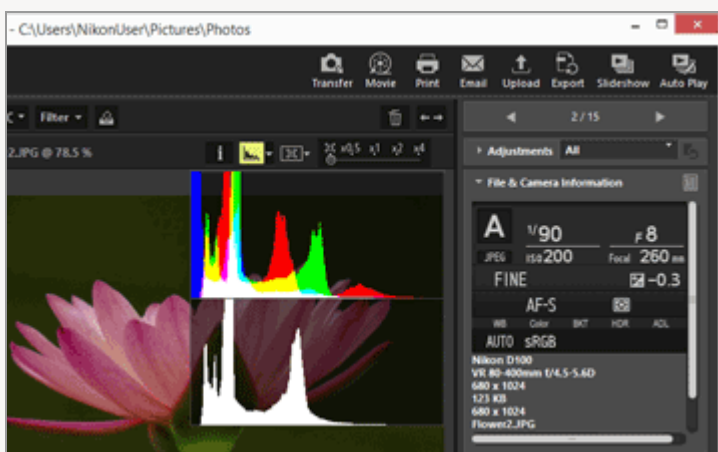 - C:\Users\NikonUser\Pictures\Photos
Transfer Movie Print Email Upload Export Slideshow Auto Play
Filter
2/15
2.JPG @ 78.5 %
i
x0,5 x1 x2 x4
Adjustments All
File & Camera Information
A 1/90 F8
JPEG ISO 200 Focal 260 mm
FINE -0.3
AF-S
WB Color BKT HDR ADL
AUTO sRGB
Nikon D100
VR 80-400mm f/4.5-5.6D
680 x 1024
123 KB
680 x 1024
Flower2.JPG